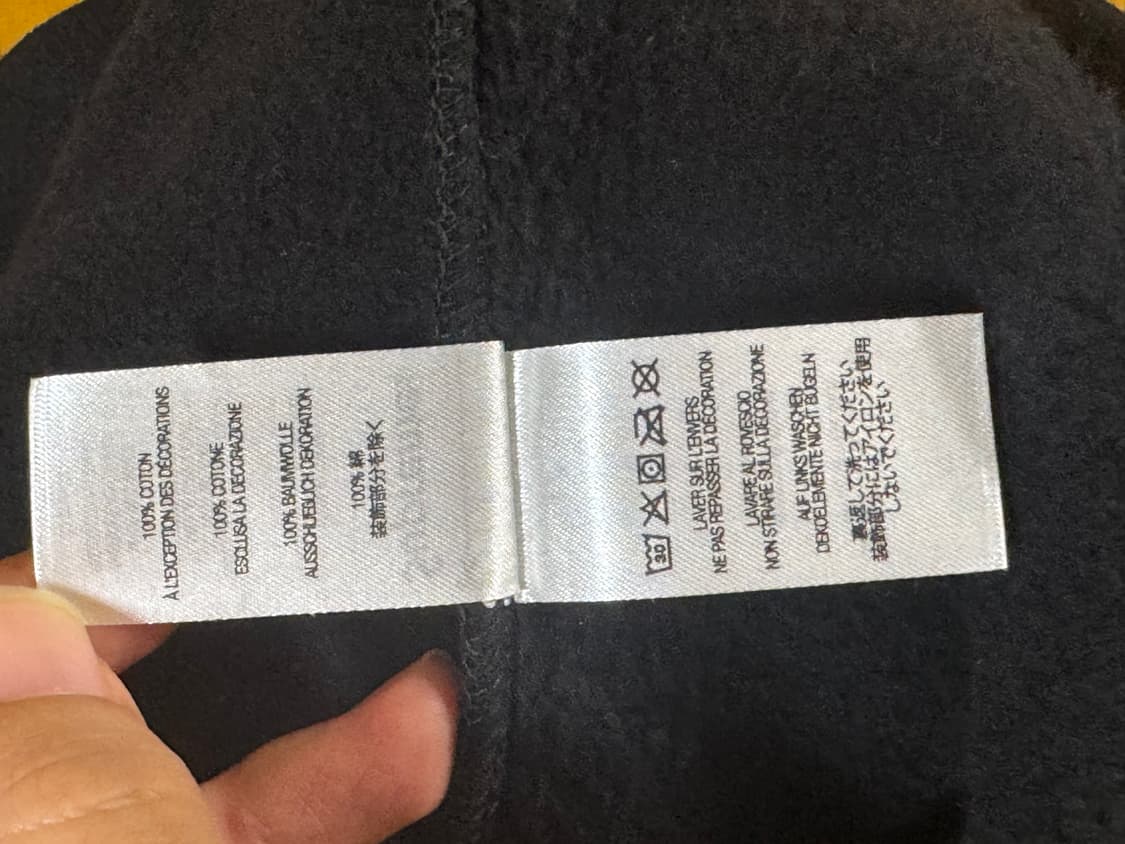 100% COTON
À L'EXCEPTION DES DÉCORATIONS
100% COTONE
ESCLUSA LA DECORAZIONE
100% BAUMWOLLE
AUSSCHLIEßLICH DEKORATION
100% 綿
装飾部分を除く
30
LAVER SUR L'ENVERS
NE PAS REPASSER LA DÉCORATION
LAVARE AL ROVESCIO
NON STIRARE SULLA DECORAZIONE
AUF LINKS WASCHEN
DEKOELEMENTE NICHT BÜGELN
裏返して洗ってください
装飾部分にはアイロンを使用
しないでください